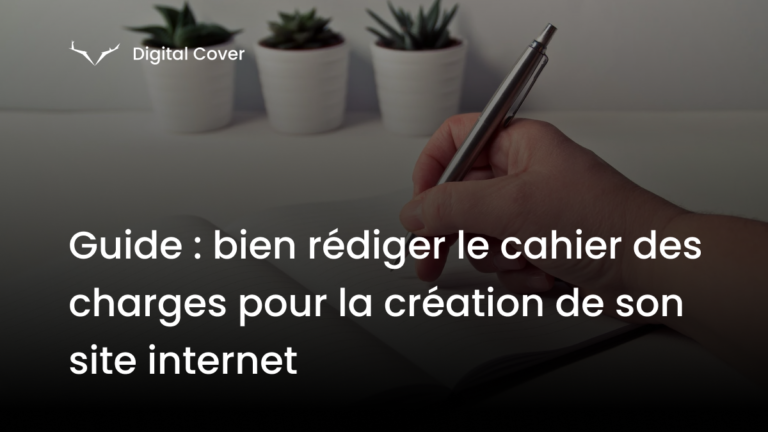 Digital Cover
Guide : bien rédiger le cahier des
charges pour la création de son
site internet